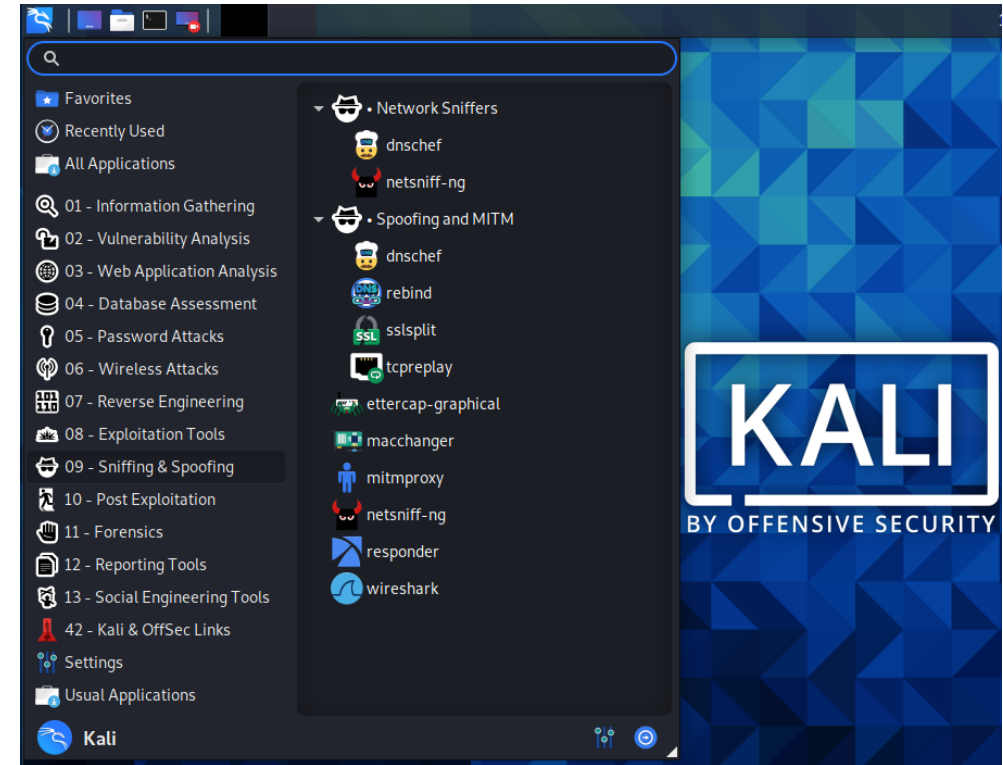 Favorites
Recently Used
All Applications
01 - Information Gathering
02 - Vulnerability Analysis
03 - Web Application Analysis
04 - Database Assessment
05 - Password Attacks
06 - Wireless Attacks
07 - Reverse Engineering
08 - Exploitation Tools
09 - Sniffing & Spoofing
10 - Post Exploitation
11 - Forensics
12 - Reporting Tools
13 - Social Engineering Tools
42 - Kali & OffSec Links
Settings
Usual Applications
Kali
• Network Sniffers
dnschef
netsniff-ng
• Spoofing and MITM
dnschef
DNS
rebind
SSL
sslsplit
tcpreplay
ettercap-graphical
macchanger
mitmproxy
netsniff-ng
responder
wireshark
KALI
BY OFFENSIVE SECURITY